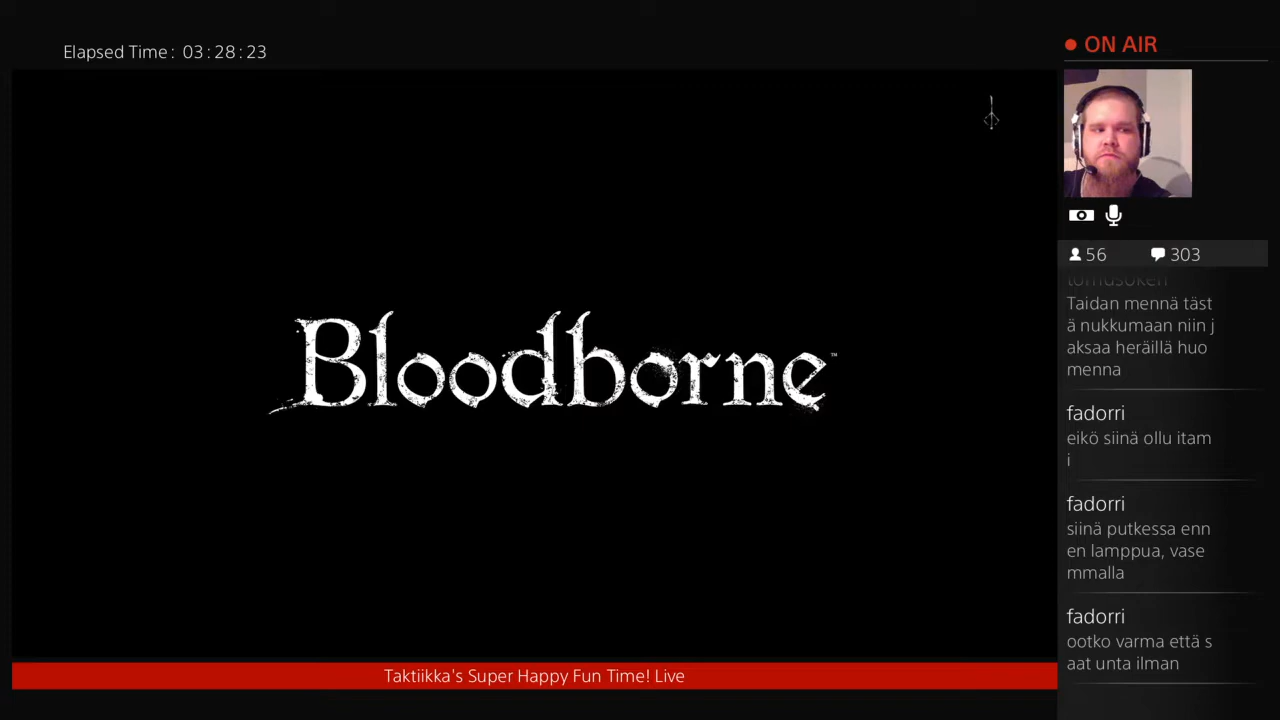 Elapsed Time: 03:28:23
ON AIR
56 303
Taidan mennä täst
ä nukkumaan niin j
aksaa heräillä huo
menna
fadorri
eikö siinä ollu itam
i
fadorri
siinä putkessa enn
en lamppua, vase
mmalla
fadorri
ootko varma että s
aat unta ilman
Bloodborne™
Taktiikka's Super Happy Fun Time! Live